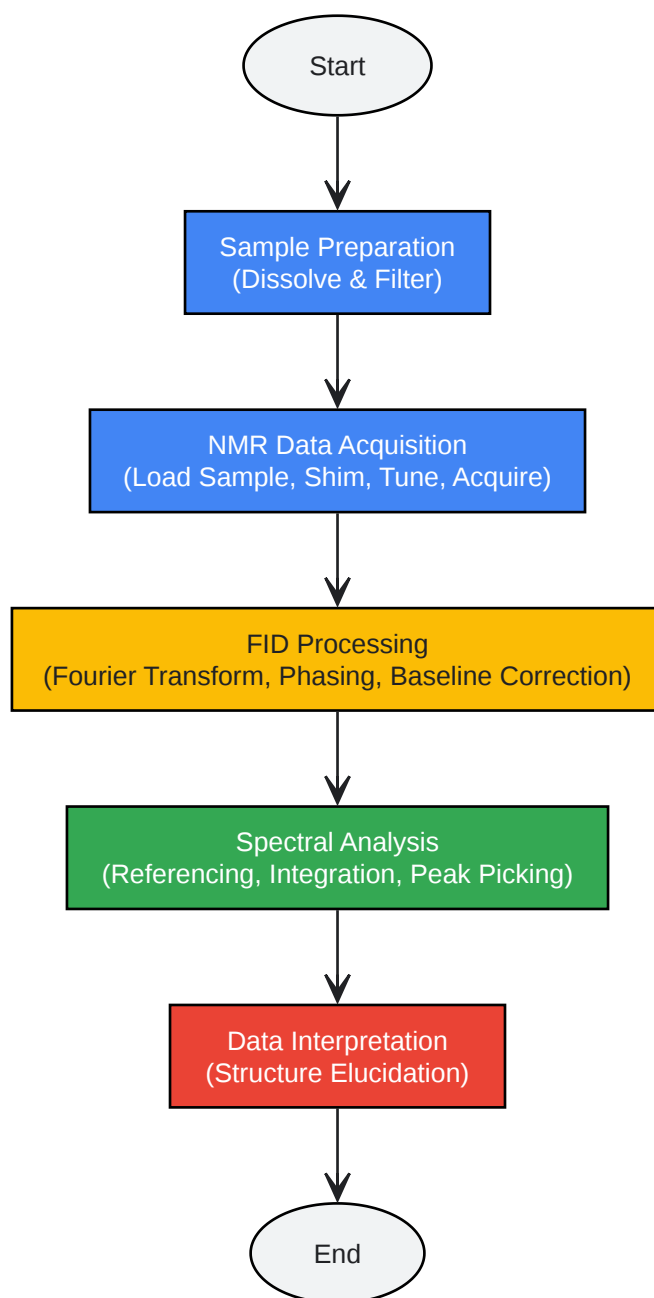 Start
Sample Preparation
(Dissolve & Filter)
NMR Data Acquisition
(Load Sample, Shim, Tune, Acquire)
FID Processing
(Fourier Transform, Phasing, Baseline Correction)
Spectral Analysis
(Referencing, Integration, Peak Picking)
Data Interpretation
(Structure Elucidation)
End